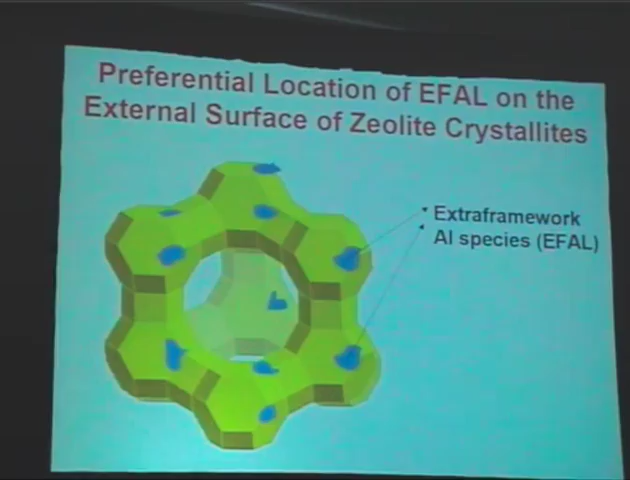 Preferential Location of EFAL on the
External Surface of Zeolite Crystallites
Extraframework
Al species (EFAL)